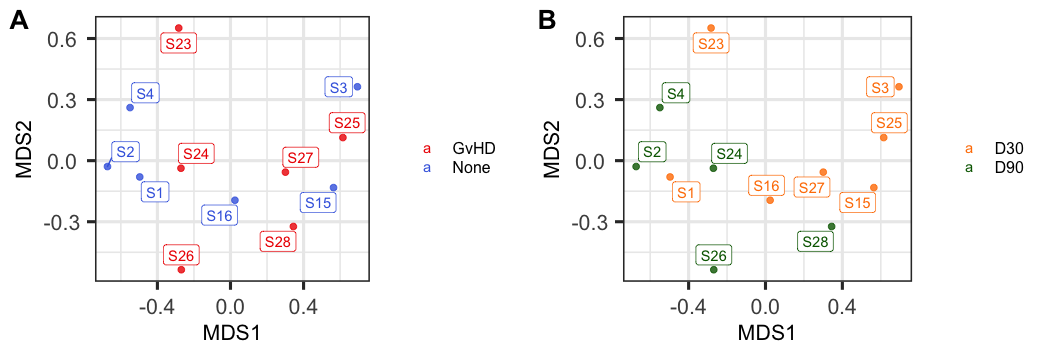 A
B
MDS2
0.6
0.3
0.0
-0.3
S23
S4
S3
S25
S2
S24
S27
S1
S16
S15
S28
S26
-0.4
0.0
0.4
MDS1
a GvHD
a None
MDS2
0.6
0.3
0.0
-0.3
S23
S4
S3
S25
S2
S24
S1
S16
S27
S15
S28
S26
-0.4
0.0
0.4
MDS1
a D30
a D90